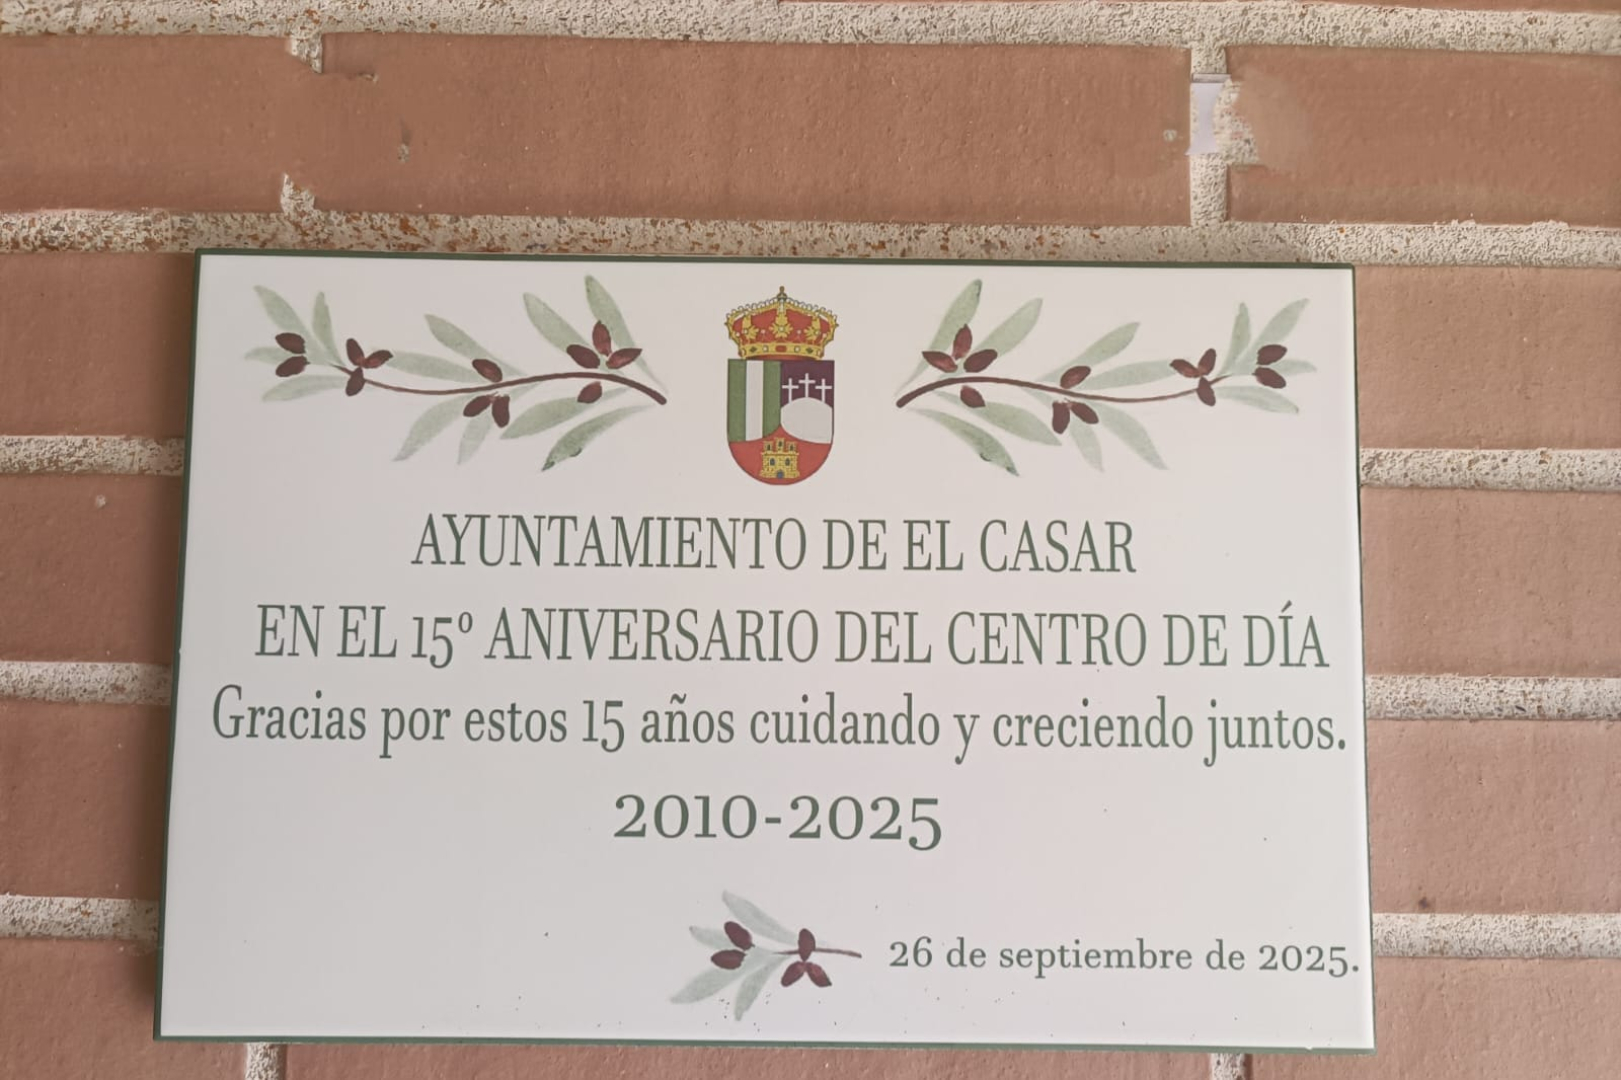 AYUNTAMIENTO DE EL CASAR
EN EL 15º ANIVERSARIO DEL CENTRO DE DÍA
Gracias por estos 15 años cuidando y creciendo juntos.
2010-2025
26 de septiembre de 2025.